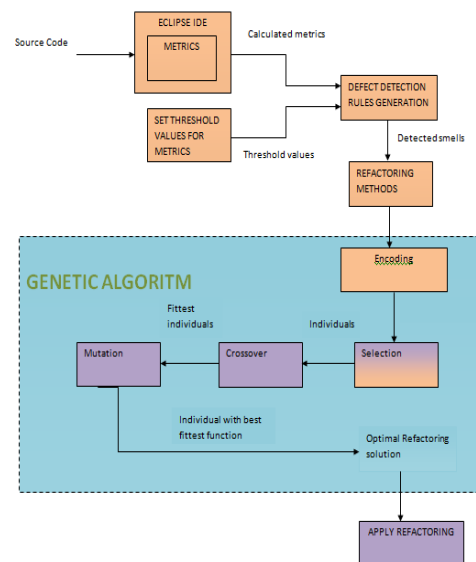 ECLIPSE IDE
METRICS
Source Code
Calculated metrics
DEFECT DETECTION
RULES GENERATION
SET THRESHOLD
VALUES FOR
METRICS
Threshold values
Detected smells
REFACTORING
METHODS
Encoding
GENETIC ALGORITM
Fittest
individuals
Individuals
Mutation
Crossover
Selection
Individual with best
fittest function
Optimal Refactoring
solution
APPLY REFACTORING